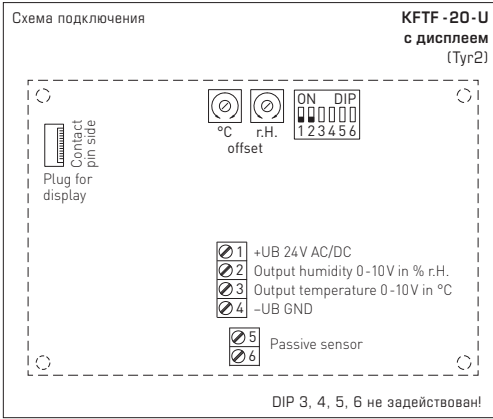 Схема подключения
KFTF - 20 - U
с дисплеем
(Tyr2)
ON DIP
1 2 3 4 5 6
°C r.H.
offset
Contact
pin side
Plug for
display
1 +UB 24V AC/DC
2 Output humidity 0-10V in % r.H.
3 Output temperature 0-10V in °C
4 –UB GND
5 Passive sensor
6
DIP 3, 4, 5, 6 не задействован!